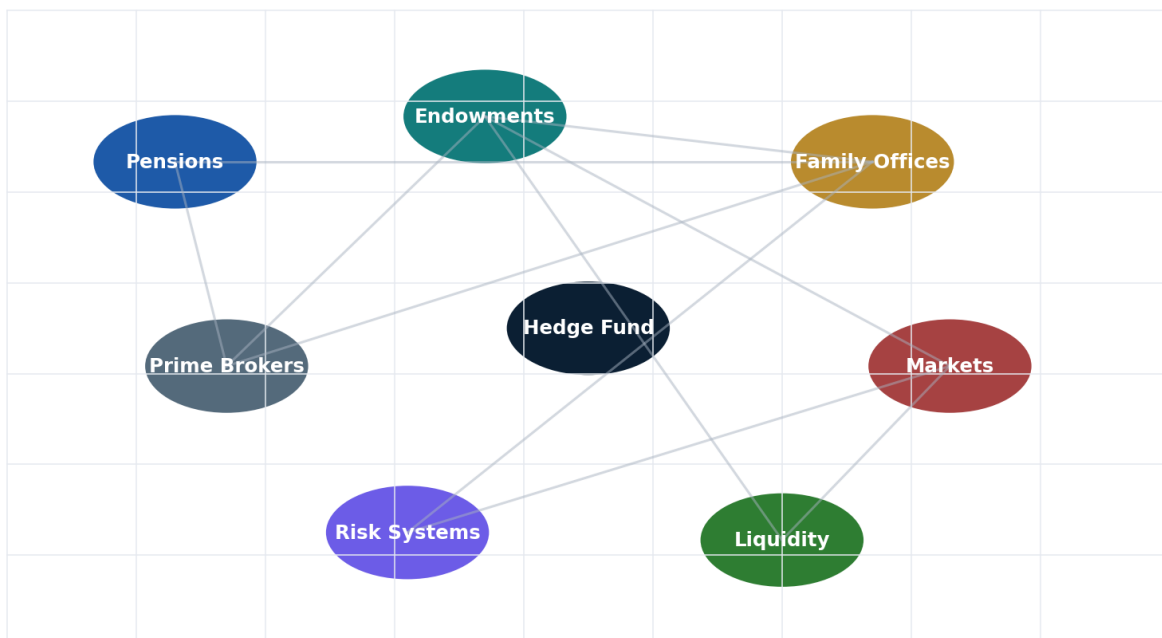 Endowments
Pensions
Family Offices
Hedge Fund
Prime Brokers
Markets
Risk Systems
Liquidity